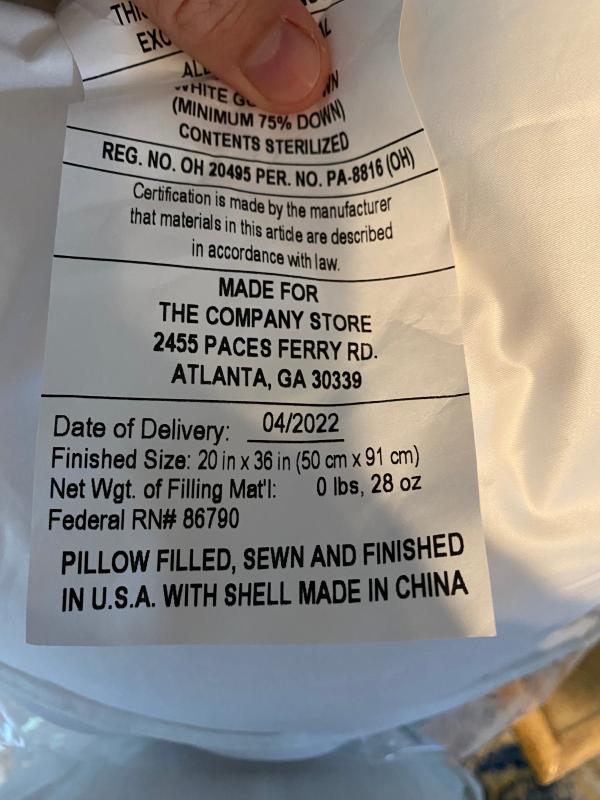 ALL
WHITE
(MINIMUM 75% DOWN)
CONTENTS STERILIZED
REG. NO. OH 20495 PER. NO. PA-8816 (OH)
Certification is made by the manufacturer
that materials in this article are described
in accordance with law.
MADE FOR
THE COMPANY STORE
2455 PACES FERRY RD.
ATLANTA, GA 30339
Date of Delivery: 04/2022
Finished Size: 20 in x 36 in (50 cm x 91 cm)
Net Wgt. of Filling Mat'l: 0 lbs, 28 oz
Federal RN# 86790
PILLOW FILLED, SEWN AND FINISHED
IN U.S.A. WITH SHELL MADE IN CHINA